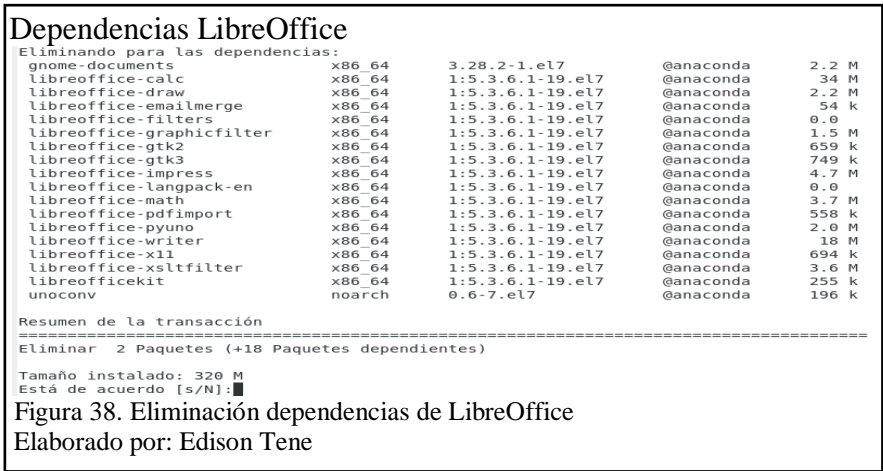 Dependencias LibreOffice
Eliminando para las dependencias:
gnome-documents x86_64 3.28.2-1.el7 @anaconda 2.2 M
libreoffice-calc x86_64 1:5.3.6.1-19.el7 @anaconda 34 M
libreoffice-draw x86_64 1:5.3.6.1-19.el7 @anaconda 2.2 M
libreoffice-emailmerge x86_64 1:5.3.6.1-19.el7 @anaconda 54 k
libreoffice-filters x86_64 1:5.3.6.1-19.el7 @anaconda 0.0
libreoffice-graphicfilter x86_64 1:5.3.6.1-19.el7 @anaconda 1.5 M
libreoffice-gtk2 x86_64 1:5.3.6.1-19.el7 @anaconda 659 k
libreoffice-gtk3 x86_64 1:5.3.6.1-19.el7 @anaconda 749 k
libreoffice-impress x86_64 1:5.3.6.1-19.el7 @anaconda 4.7 M
libreoffice-langpack-en x86_64 1:5.3.6.1-19.el7 @anaconda 0.0
libreoffice-math x86_64 1:5.3.6.1-19.el7 @anaconda 3.7 M
libreoffice-pdfimport x86_64 1:5.3.6.1-19.el7 @anaconda 558 k
libreoffice-pyuno x86_64 1:5.3.6.1-19.el7 @anaconda 2.0 M
libreoffice-writer x86_64 1:5.3.6.1-19.el7 @anaconda 18 M
libreoffice-x11 x86_64 1:5.3.6.1-19.el7 @anaconda 694 k
libreoffice-xsltfilter x86_64 1:5.3.6.1-19.el7 @anaconda 3.6 M
libreofficekit x86_64 1:5.3.6.1-19.el7 @anaconda 255 k
unoconv noarch 0.6-7.el7 @anaconda 196 k
Resumen de la transacción
================================================================================
Eliminar 2 Paquetes (+18 Paquetes dependientes)
Tamaño instalado: 320 M
Está de acuerdo [s/N]:
Figura 38. Eliminación dependencias de LibreOffice
Elaborado por: Edison Tene